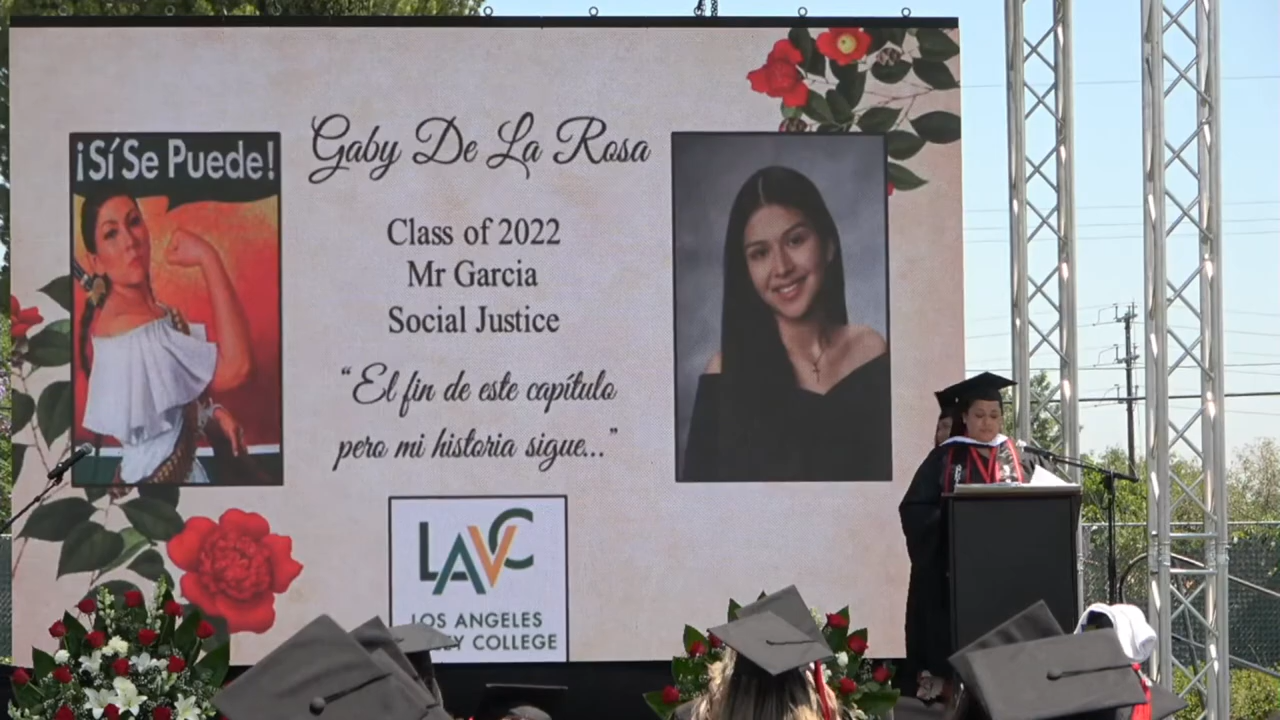 ¡Sí Se Puede!
Gaby De La Rosa
Class of 2022
Mr Garcia
Social Justice
“El fin de este capítulo
pero mi historia sigue...”
LAVC
LOS ANGELES
COLLEGE